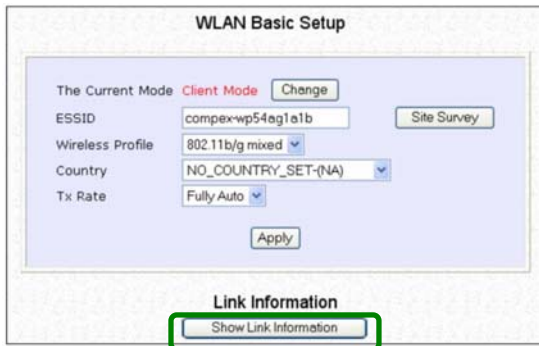 WLAN Basic Setup
The Current Mode Client Mode Change
ESSID compex-wp54ag1a1b Site Survey
Wireless Profile 802.11b/g mixed
Country NO_COUNTRY_SET-(NA)
Tx Rate Fully Auto
Apply
Link Information
Show Link Information